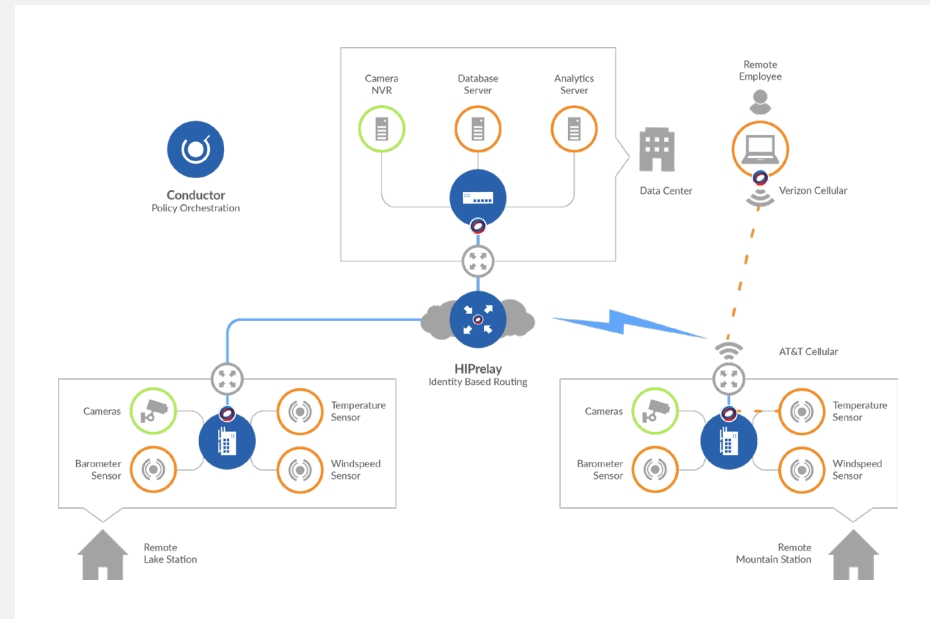 Camera
NVR
Database
Server
Analytics
Server
Remote
Employee
Conductor
Policy Orchestration
Data Center
Verizon Cellular
HIPrelay
Identity Based Routing
AT&T Cellular
Cameras
Temperature
Sensor
Barometer
Sensor
Windspeed
Sensor
Remote
Lake Station
Cameras
Temperature
Sensor
Barometer
Sensor
Windspeed
Sensor
Remote
Mountain Station